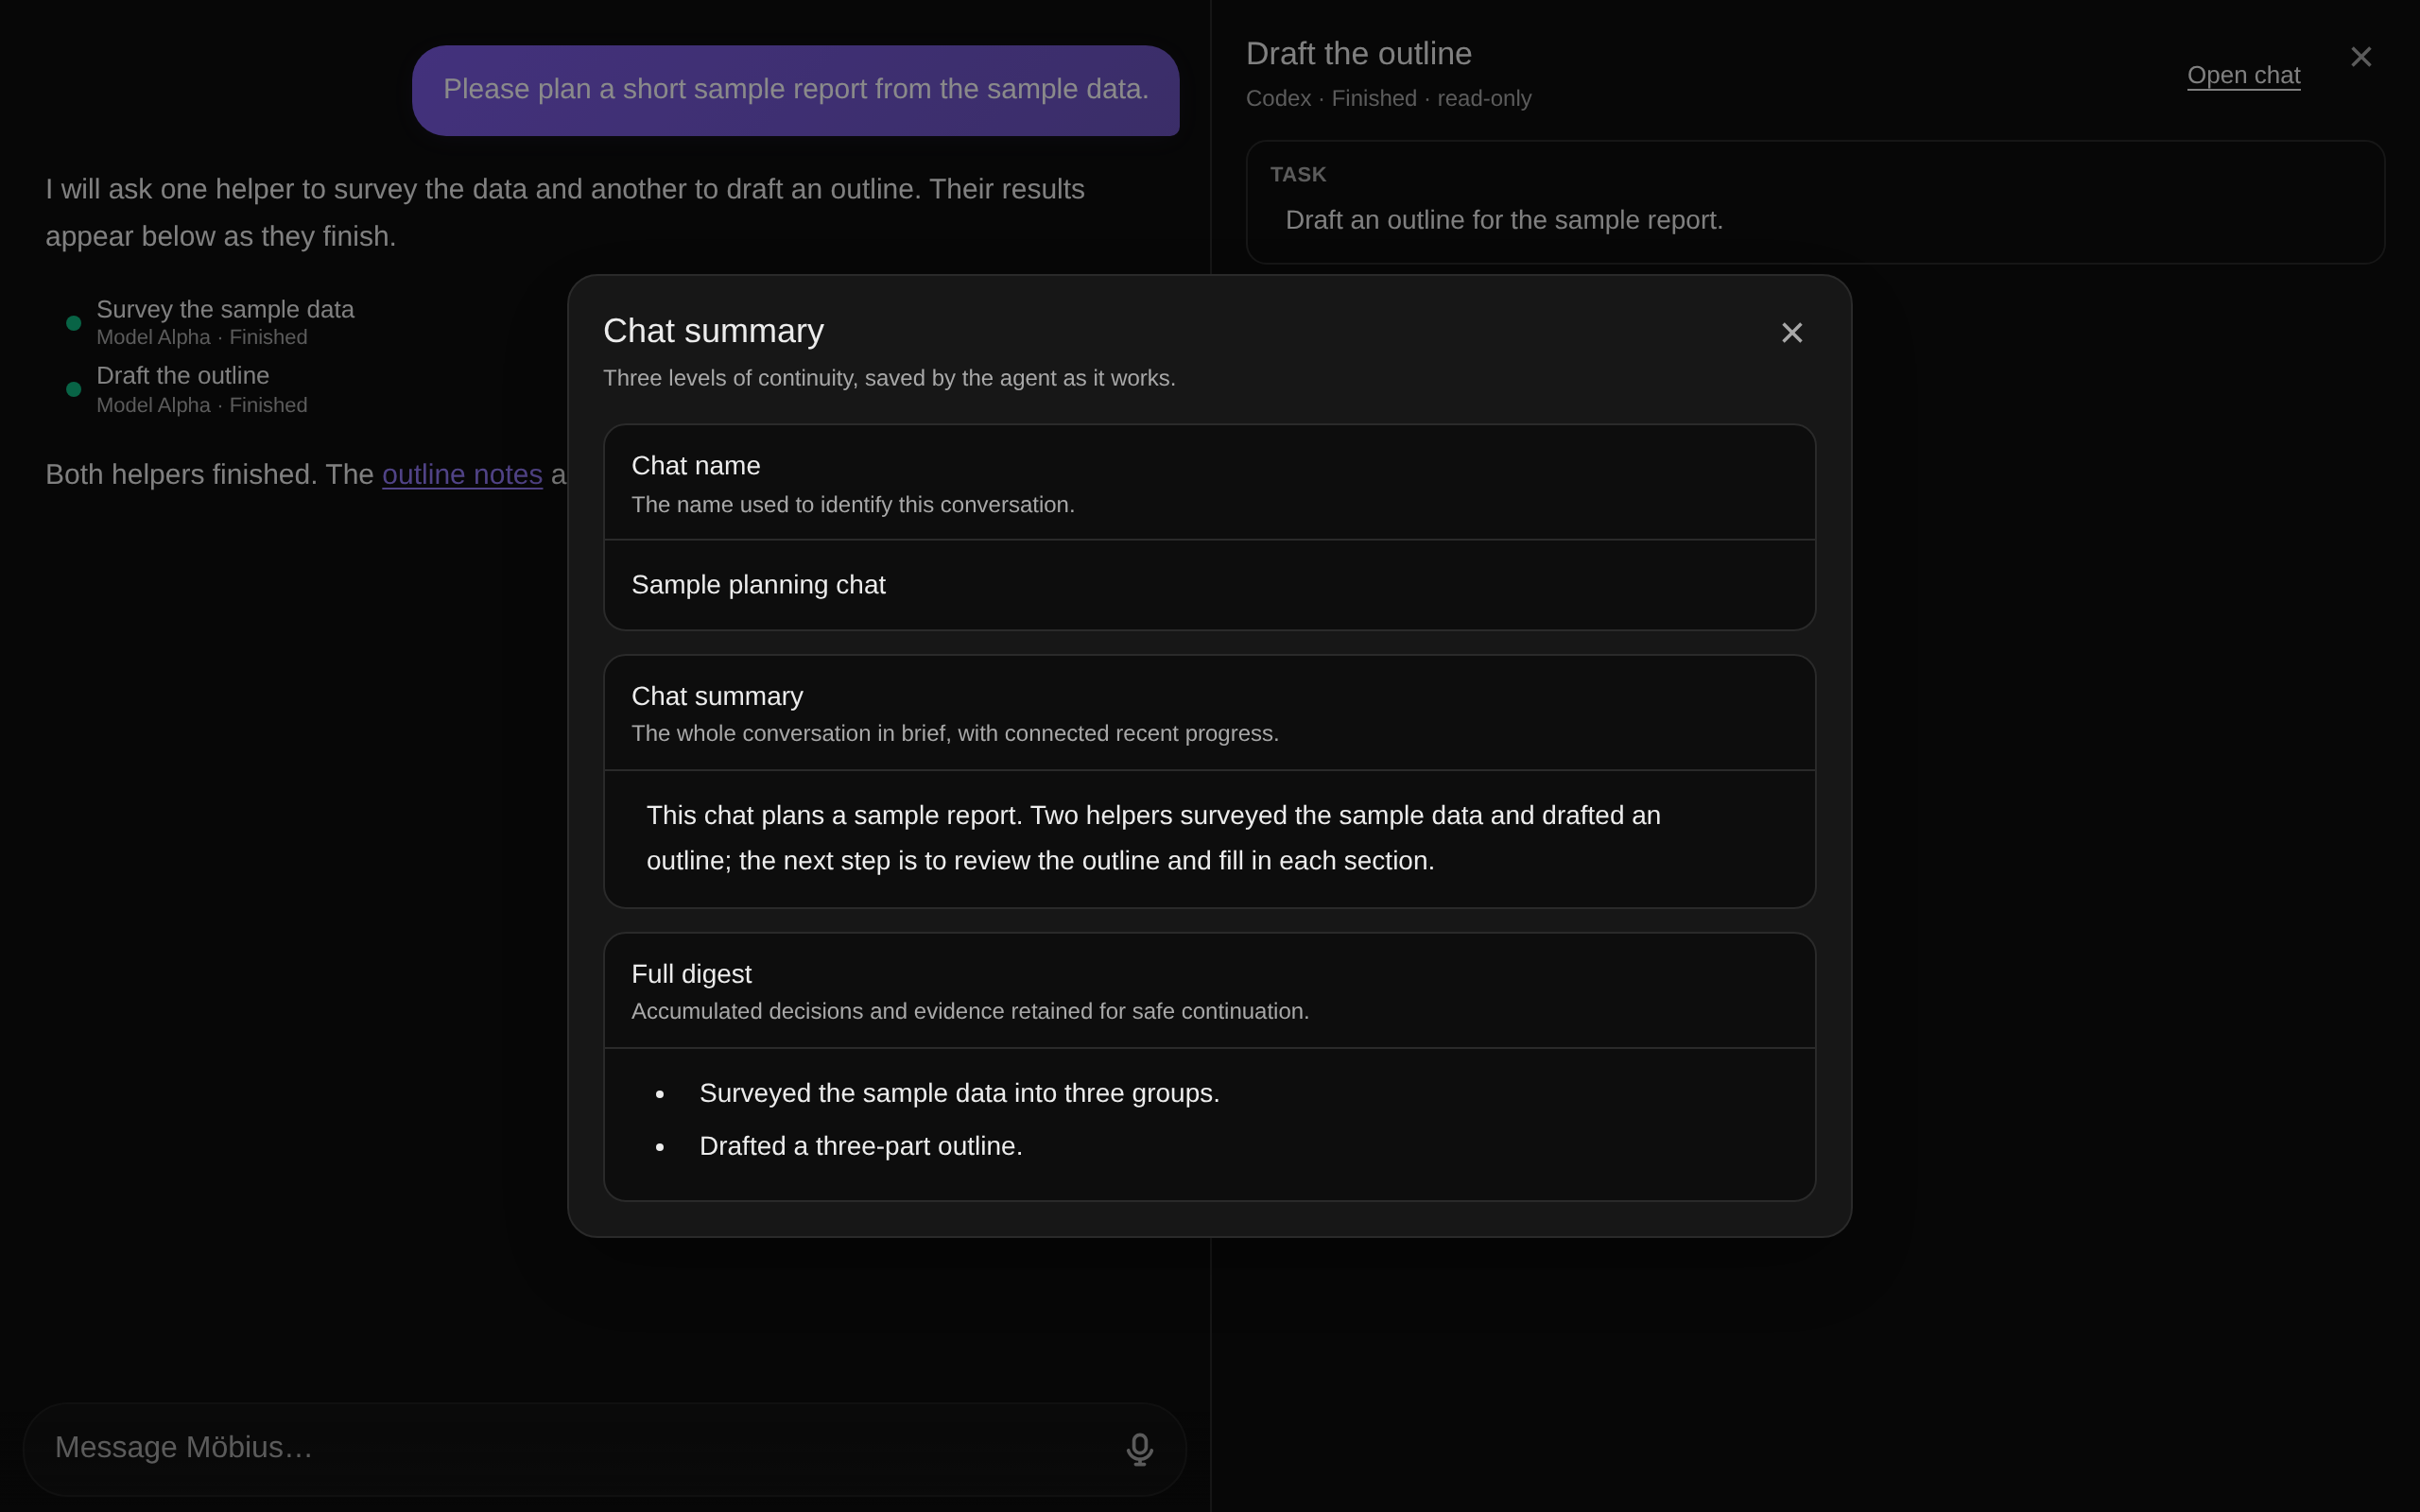 Please plan a short sample report from the sample data.
I will ask one helper to survey the data and another to draft an outline. Their results
appear below as they finish.
Survey the sample data
Model Alpha · Finished
Draft the outline
Model Alpha · Finished
Both helpers finished. The outline notes a
Message Möbius…
Draft the outline
Codex · Finished · read-only
Open chat
TASK
Draft an outline for the sample report.
Chat summary
Three levels of continuity, saved by the agent as it works.
Chat name
The name used to identify this conversation.
Sample planning chat
Chat summary
The whole conversation in brief, with connected recent progress.
This chat plans a sample report. Two helpers surveyed the sample data and drafted an
outline; the next step is to review the outline and fill in each section.
Full digest
Accumulated decisions and evidence retained for safe continuation.
• Surveyed the sample data into three groups.
• Drafted a three-part outline.